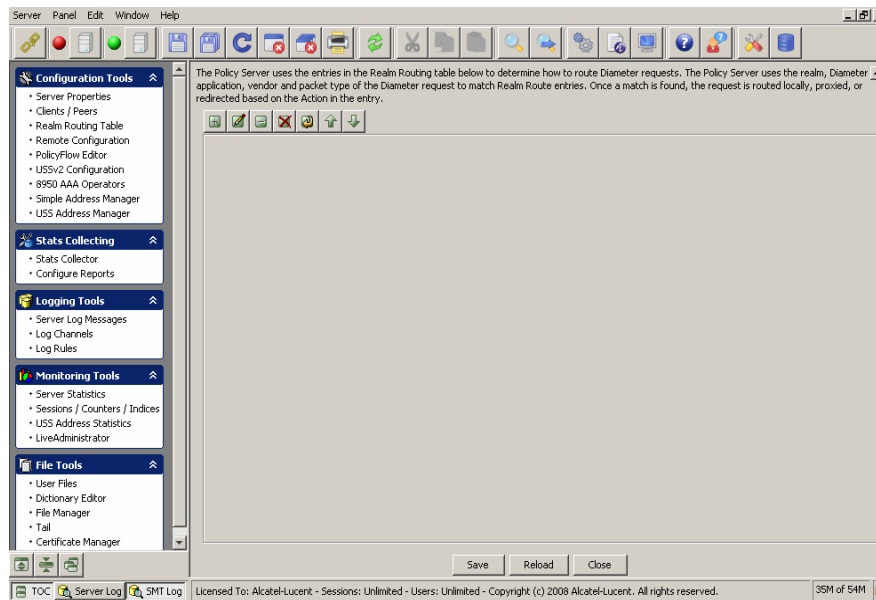 Server Panel Edit Window Help
The Policy Server uses the entries in the Realm Routing table below to determine how to route Diameter requests. The Policy Server uses the realm, Diameter
application, vendor and packet type of the Diameter request to match Realm Route entries. Once a match is found, the request is routed locally, proxied, or
redirected based on the Action in the entry.
Configuration Tools
• Server Properties
• Clients / Peers
• Realm Routing Table
• Remote Configuration
• PolicyFlow Editor
• USSv2 Configuration
• 8950 AAA Operators
• Simple Address Manager
• USS Address Manager
Stats Collecting
• Stats Collector
• Configure Reports
Logging Tools
• Server Log Messages
• Log Channels
• Log Rules
Monitoring Tools
• Server Statistics
• Sessions / Counters / Indices
• USS Address Statistics
• LiveAdministrator
File Tools
• User Files
• Dictionary Editor
• File Manager
• Tail
• Certificate Manager
Save Reload Close
TOC Server Log SMT Log Licensed To: Alcatel-Lucent - Sessions: Unlimited - Users: Unlimited - Copyright (c) 2008 Alcatel-Lucent. All rights reserved. 35M of 54M